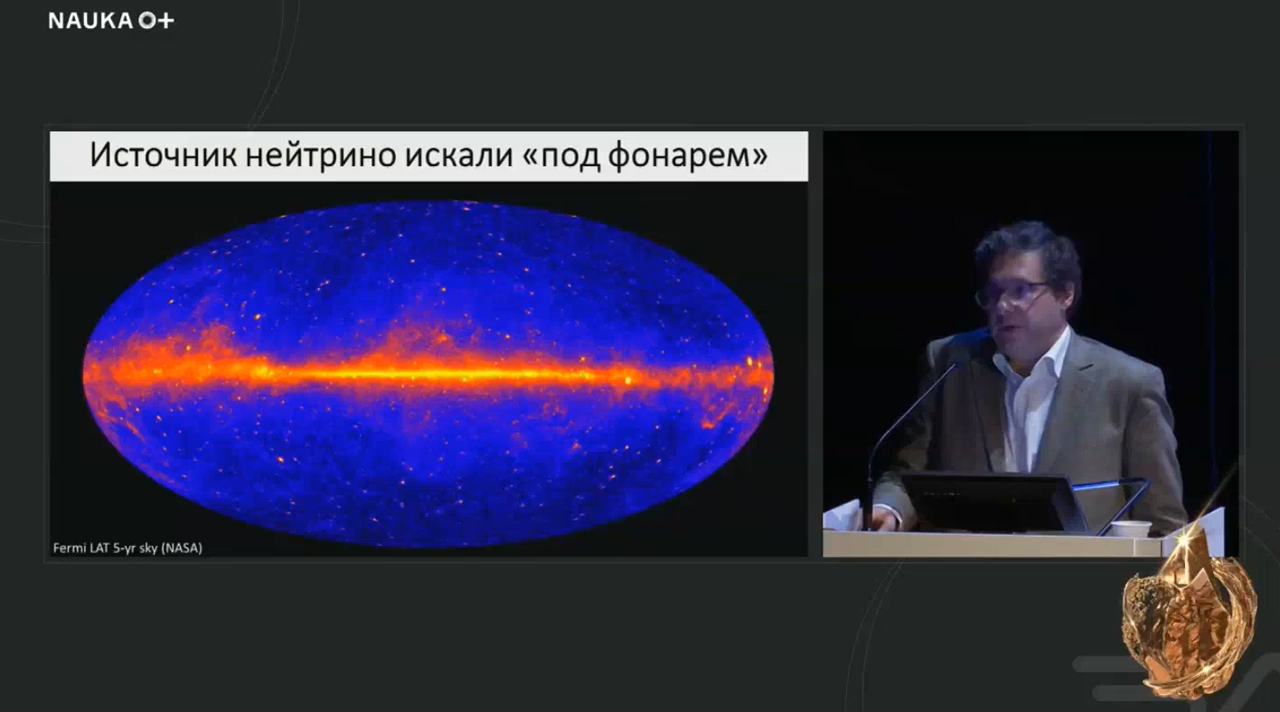 NAUKA 0+
Источник нейтрино искали «под фонарем»
Fermi LAT 5-yr sky (NASA)